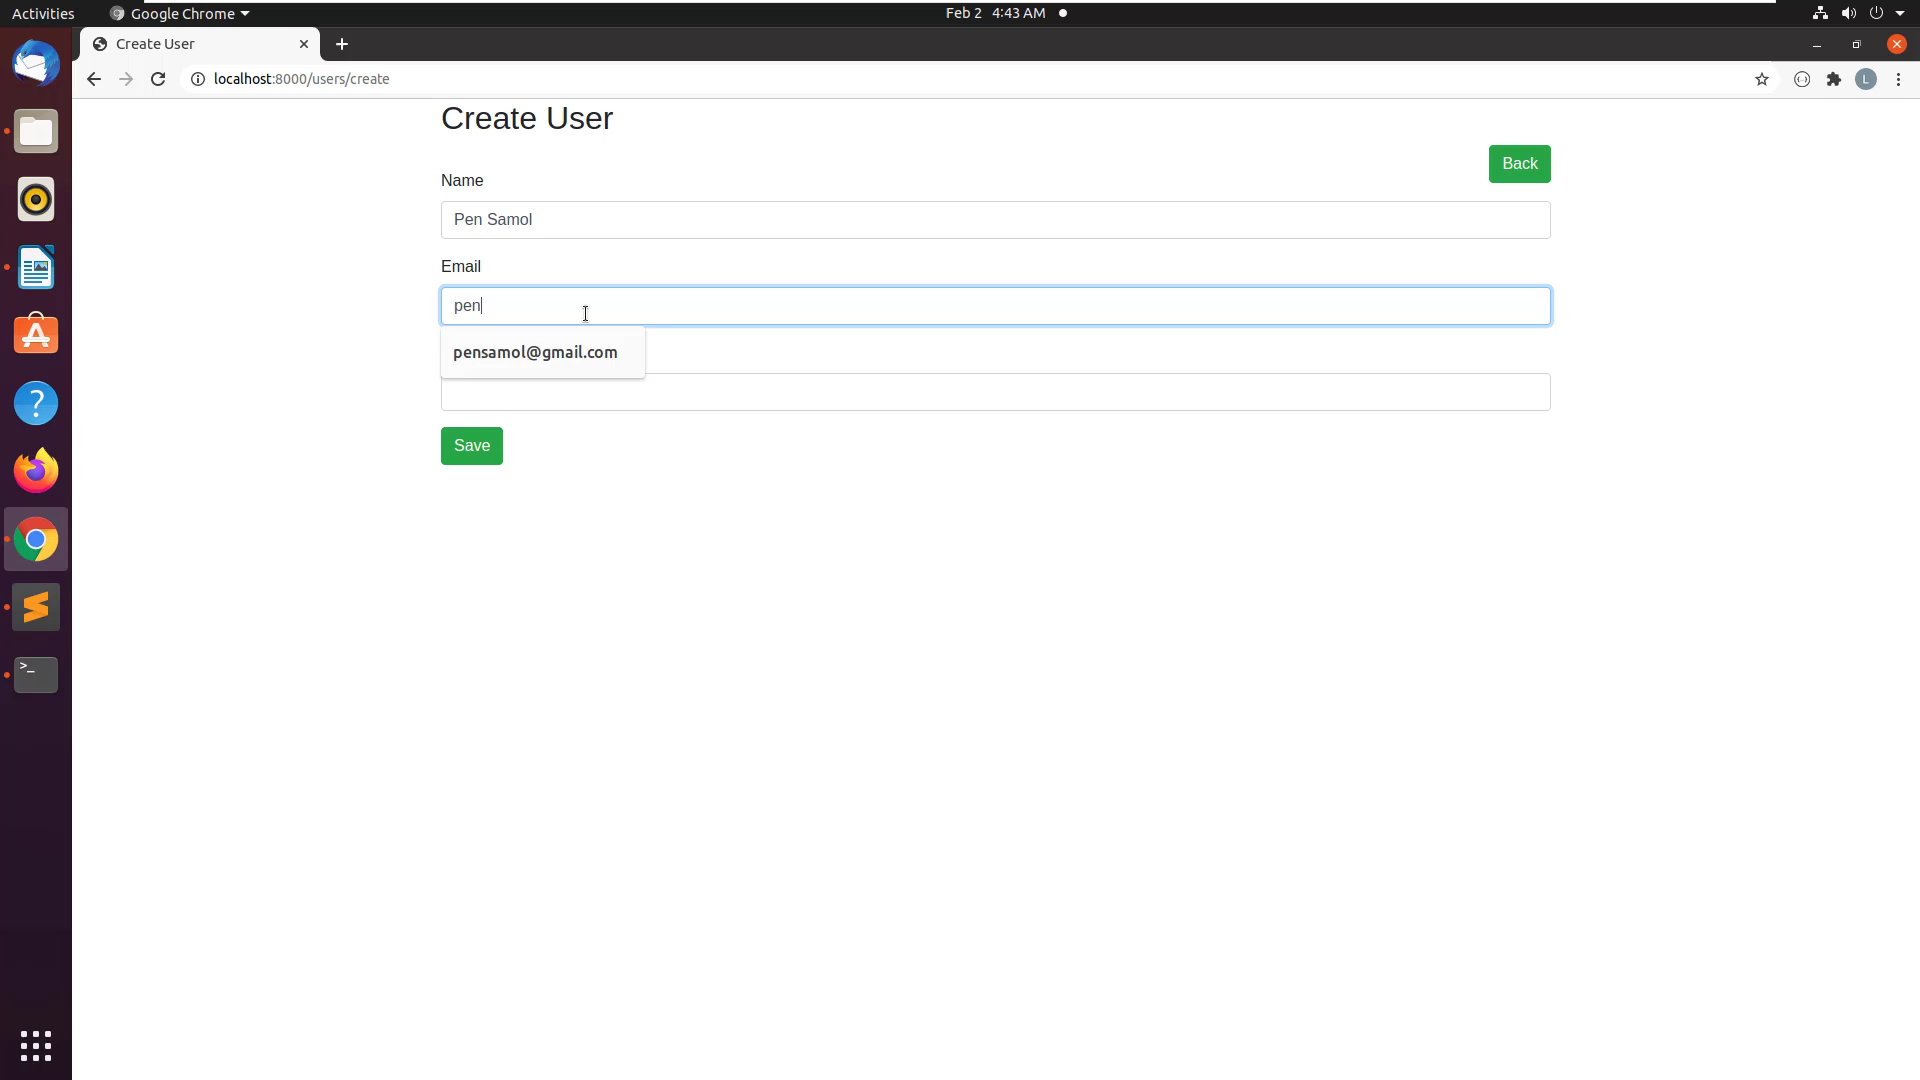 Activities
Google Chrome
Feb 2 4:43 AM
Create User
localhost:8000/users/create
L
Create User
Back
Name
Pen Samol
Email
pen
pensamol@gmail.com
Save